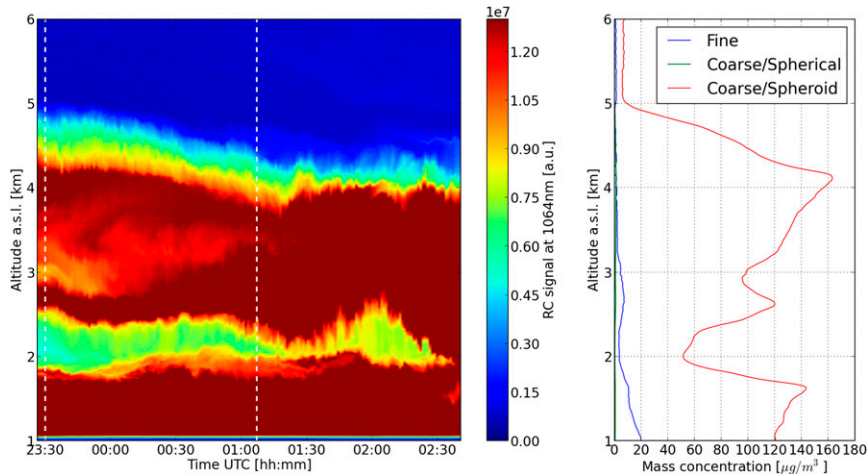 1e7
6
5
4
3
2
1
Altitude a.s.l. [km]
23:30 00:00 00:30 01:00 01:30 02:00 02:30
Time UTC [hh:mm]
1.20
1.05
0.90
0.75
0.60
0.45
0.30
0.15
0.00
RC signal at 1064nm [a.u.]
Fine
Coarse/Spherical
Coarse/Spheroid
6
5
4
3
2
1
Altitude a.s.l. [km]
0 20 40 60 80 100 120 140 160 180
Mass concentration [μg/m³]